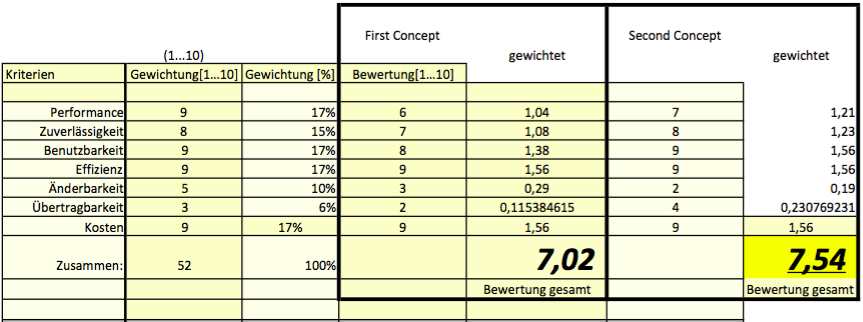 First Concept Second Concept
(1...10) gewichtet gewichtet
Kriterien Gewichtung[1...10] Gewichtung [%] Bewertung[1...10]
Performance 9 17% 6 1,04 7 1,21
Zuverlässigkeit 8 15% 7 1,08 8 1,23
Benutzbarkeit 9 17% 8 1,38 9 1,56
Effizienz 9 17% 9 1,56 9 1,56
Änderbarkeit 5 10% 3 0,29 2 0,19
Übertragbarkeit 3 6% 2 0,115384615 4 0,230769231
Kosten 9 17% 9 1,56 9 1,56
Zusammen: 52 100% 7,02 7,54
Bewertung gesamt Bewertung gesamt